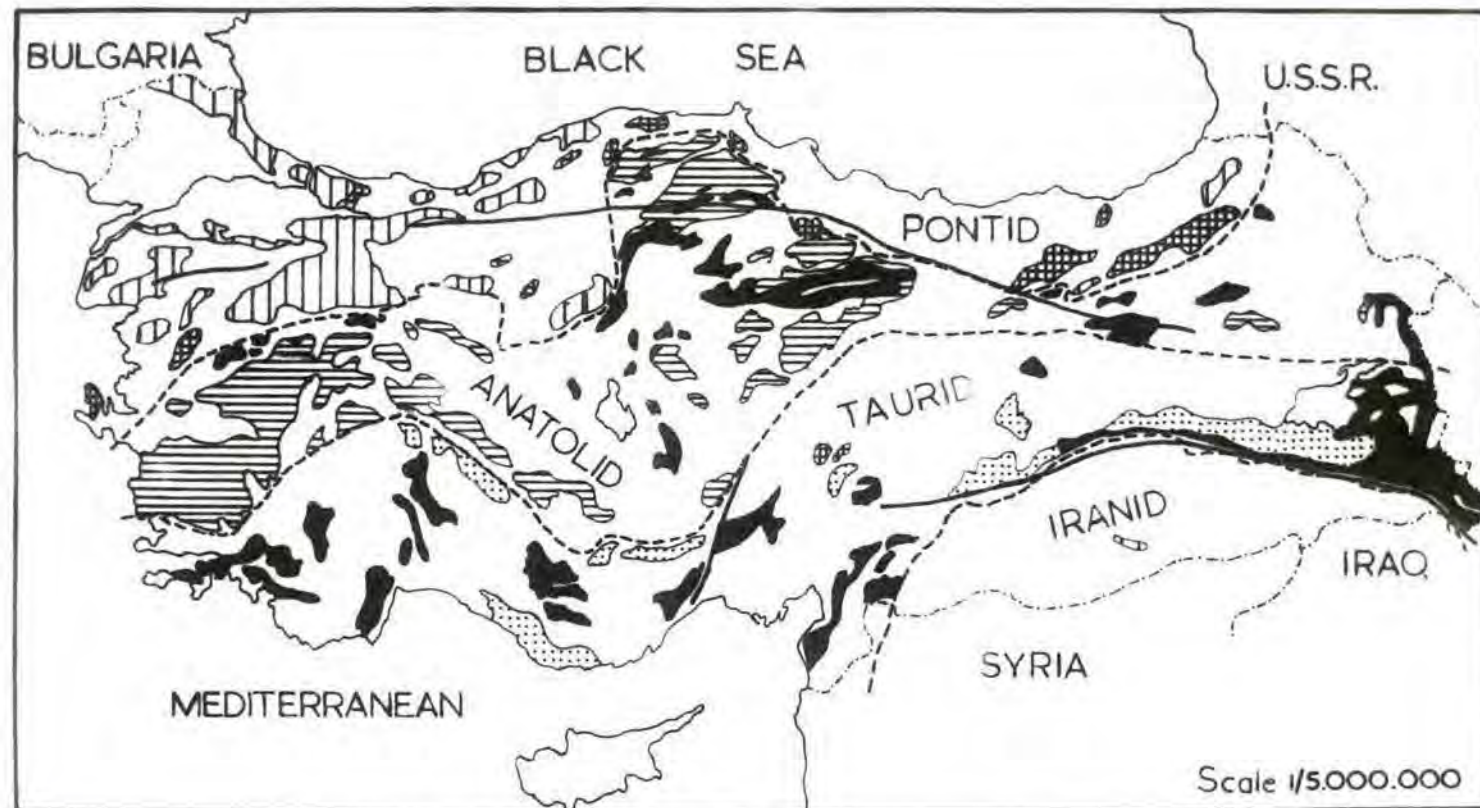 BULGARIA
BLACK SEA
U.S.S.R.
PONTID
ANATOLID
TAURID
IRANID
IRAQ
SYRIA
MEDITERRANEAN
Scale 1/5.000.000